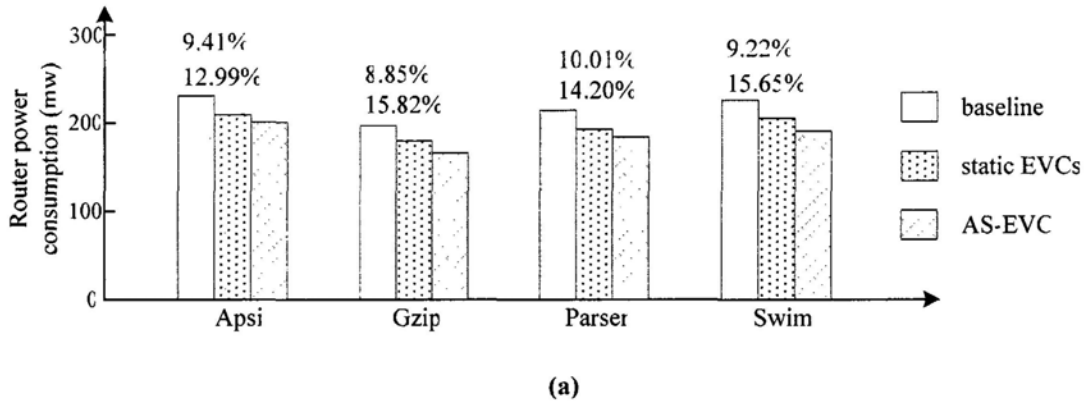 300
200
100
0
Router power
consumption (mw)
9.41%
12.99%
8.85%
15.82%
10.01%
14.20%
9.22%
15.65%
Apsi
Gzip
Parser
Swim
baseline
static EVCs
AS-EVC
(a)